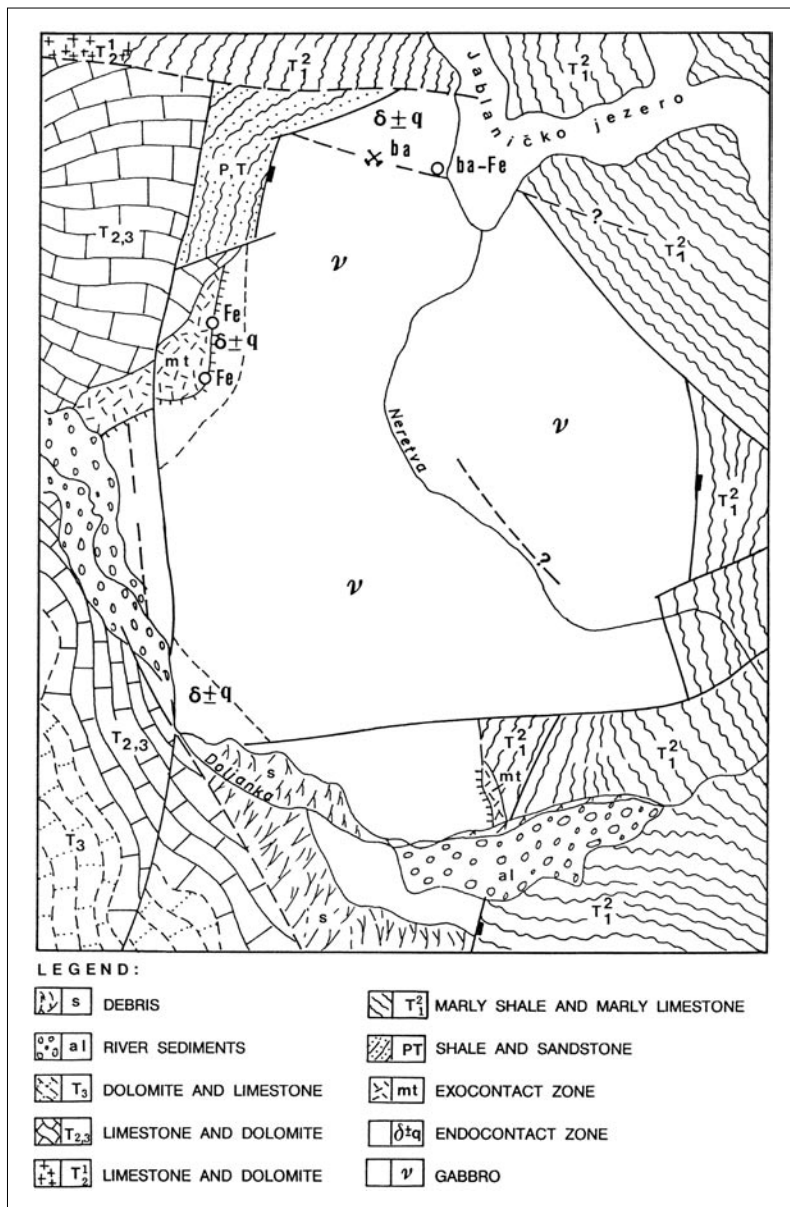 T₂¹
T₁²
T₁²
Jablaničko jezero
δ±q
ba
ba-Fe
PT
?
T₂,₃
ν
T₁²
Fe
δ±q
mt
Fe
Neretva
ν
T₁²
?
ν
δ±q
T₂,₃
T₁²
T₁²
s
Doljanka
mt
T₃
al
s
T₁²
LEGEND:
s DEBRIS
al RIVER SEDIMENTS
T₃ DOLOMITE AND LIMESTONE
T₂,₃ LIMESTONE AND DOLOMITE
T₂¹ LIMESTONE AND DOLOMITE
T₁² MARLY SHALE AND MARLY LIMESTONE
PT SHALE AND SANDSTONE
mt EXOCONTACT ZONE
δ±q ENDOCONTACT ZONE
ν GABBRO